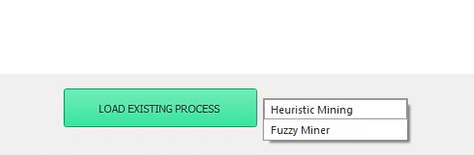 LOAD EXISTING PROCESS
Heuristic Mining
Fuzzy Miner